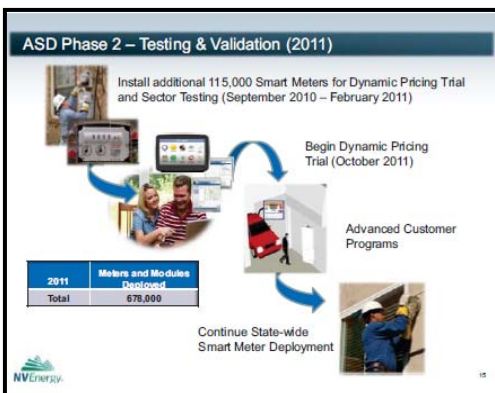 ASD Phase 2 – Testing & Validation (2011)
Install additional 115,000 Smart Meters for Dynamic Pricing Trial
and Sector Testing (September 2010 – February 2011)
Begin Dynamic Pricing
Trial (October 2011)
Advanced Customer
Programs
2011
Meters and Modules
Deployed
Total
678,000
Continue State-wide
Smart Meter Deployment
NVEnergy.
15